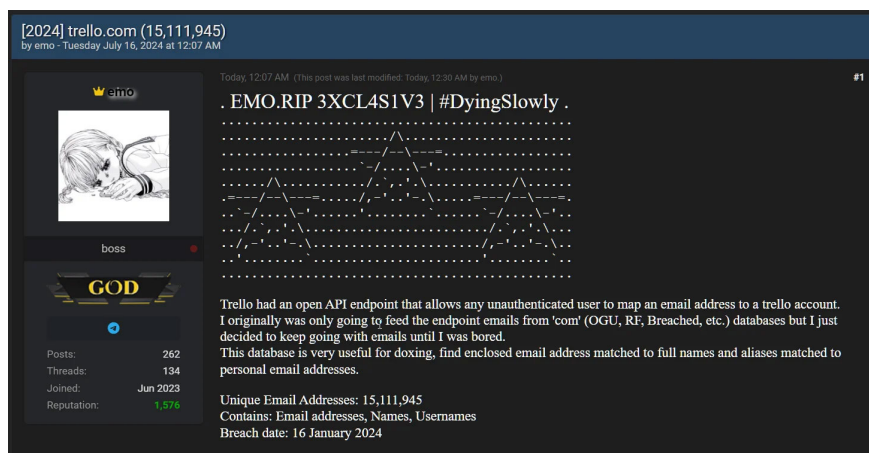 [2024] trello.com (15,111,945)
by emo - Tuesday July 16, 2024 at 12:07 AM
emo
boss
GOD
Posts: 262
Threads: 134
Joined: Jun 2023
Reputation: 1,576
Today, 12:07 AM (This post was last modified: Today, 12:30 AM by emo.) #1
. EMO.RIP 3XCL4S1V3 | #DyingSlowly .
Trello had an open API endpoint that allows any unauthenticated user to map an email address to a trello account.
I originally was only going to feed the endpoint emails from 'com' (OGU, RF, Breached, etc.) databases but I just
decided to keep going with emails until I was bored.
This database is very useful for doxing, find enclosed email address matched to full names and aliases matched to
personal email addresses.
Unique Email Addresses: 15,111,945
Contains: Email addresses, Names, Usernames
Breach date: 16 January 2024